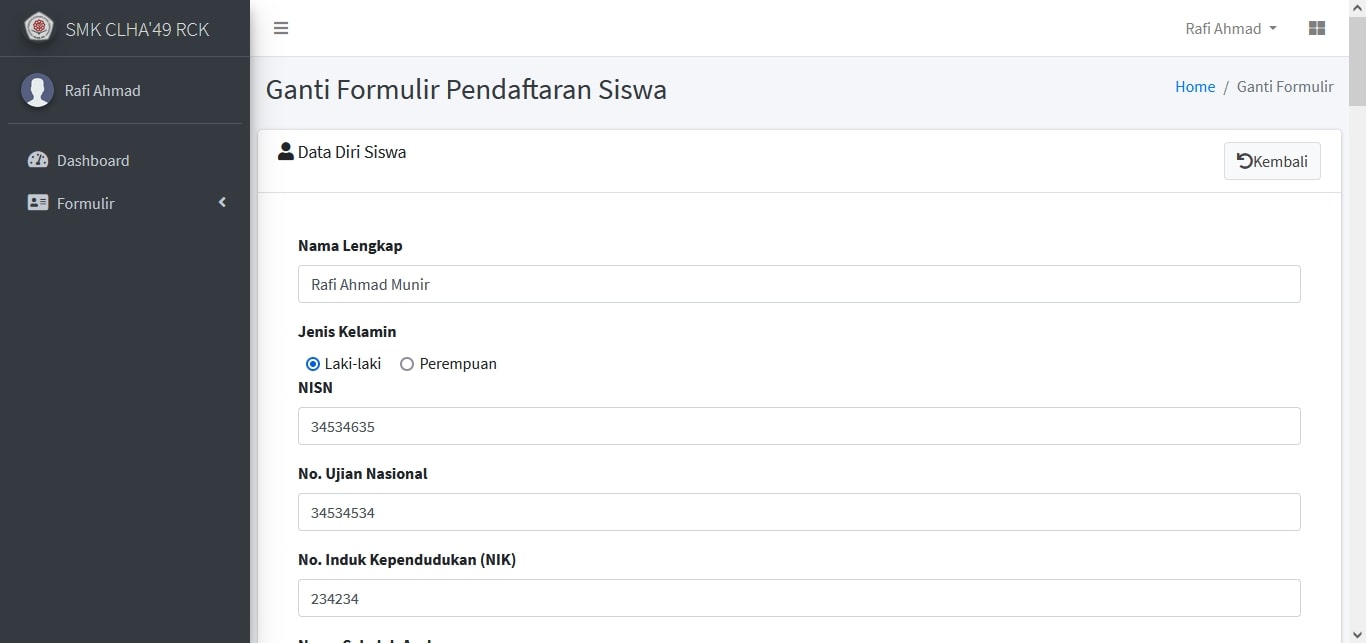 SMK CLHA'49 RCK
Rafi Ahmad
Rafi Ahmad
Dashboard
Formulir
Ganti Formulir Pendaftaran Siswa
Home / Ganti Formulir
Data Diri Siswa
Kembali
Nama Lengkap
Rafi Ahmad Munir
Jenis Kelamin
Laki-laki Perempuan
NISN
34534635
No. Ujian Nasional
34534534
No. Induk Kependudukan (NIK)
234234